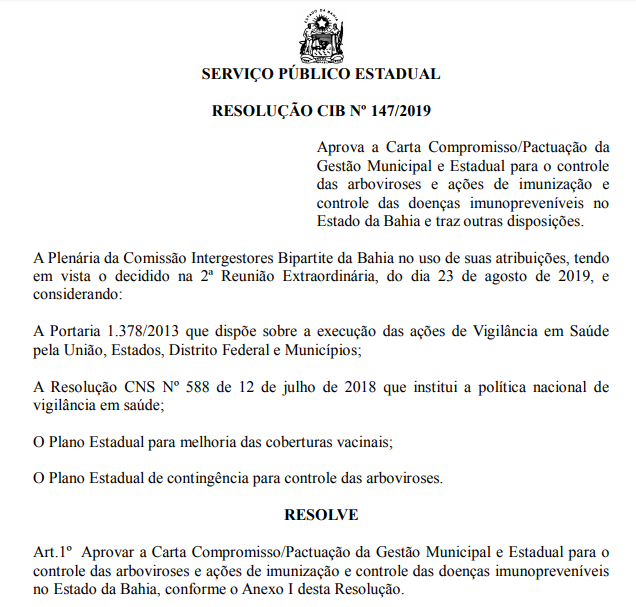 SERVIÇO PÚBLICO ESTADUAL
RESOLUÇÃO CIB Nº 147/2019
Aprova a Carta Compromisso/Pactuação da
Gestão Municipal e Estadual para o controle
das arboviroses e ações de imunização e
controle das doenças imunopreveníveis no
Estado da Bahia e traz outras disposições.
A Plenária da Comissão Intergestores Bipartite da Bahia no uso de suas atribuições, tendo
em vista o decidido na 2ª Reunião Extraordinária, do dia 23 de agosto de 2019, e
considerando:
A Portaria 1.378/2013 que dispõe sobre a execução das ações de Vigilância em Saúde
pela União, Estados, Distrito Federal e Municípios;
A Resolução CNS Nº 588 de 12 de julho de 2018 que institui a política nacional de
vigilância em saúde;
O Plano Estadual para melhoria das coberturas vacinais;
O Plano Estadual de contingência para controle das arboviroses.
RESOLVE
Art.1º Aprovar a Carta Compromisso/Pactuação da Gestão Municipal e Estadual para o
controle das arboviroses e ações de imunização e controle das doenças imunopreveníveis
no Estado da Bahia, conforme o Anexo I desta Resolução.